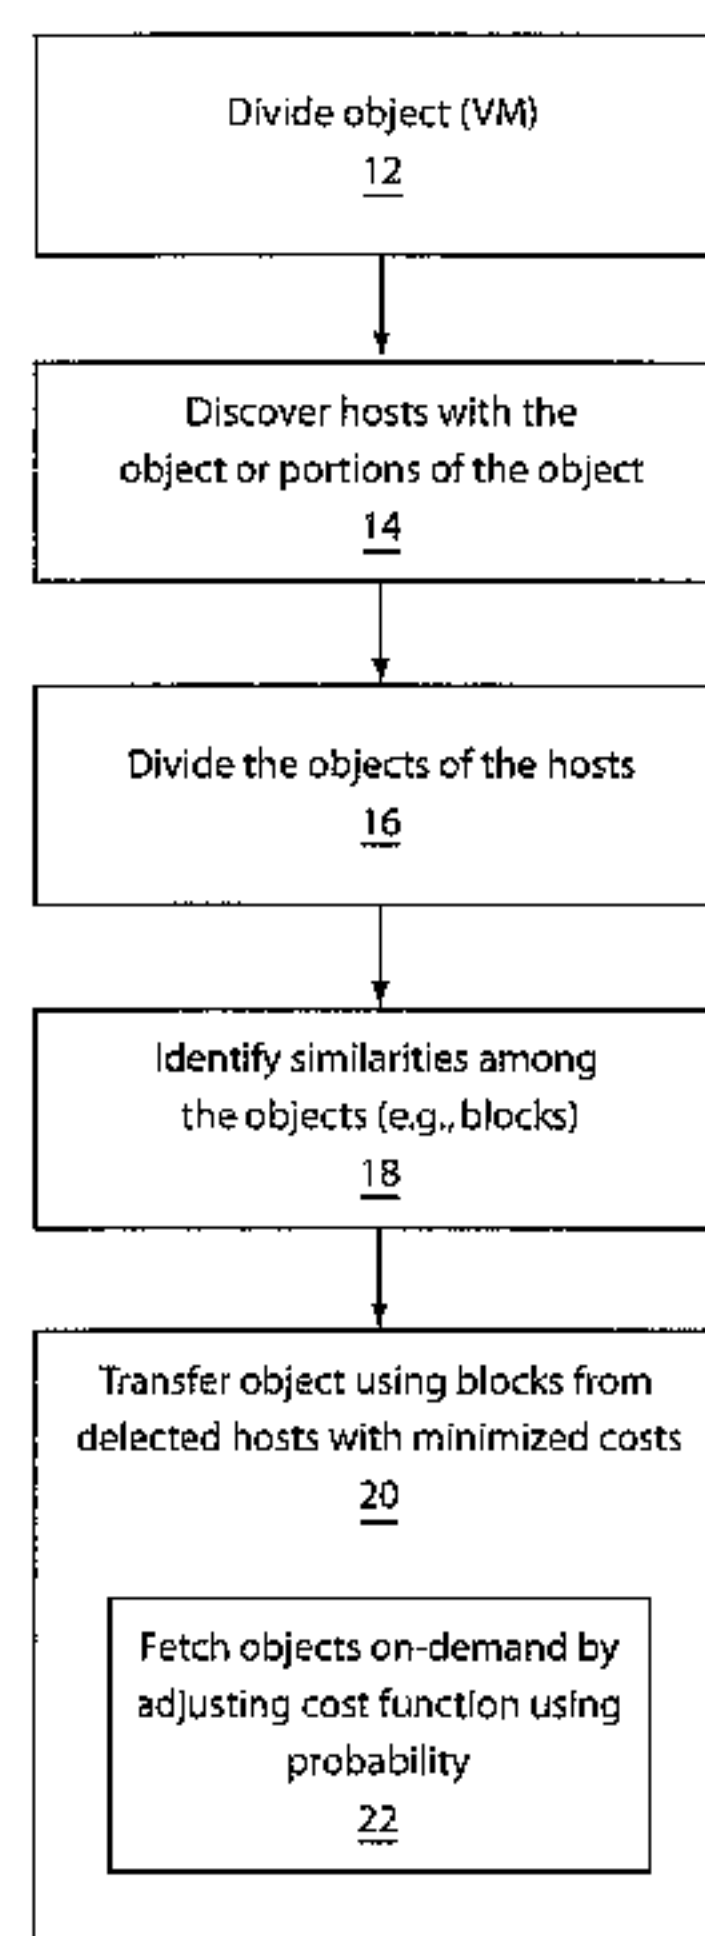 Divide object (VM)
12
Discover hosts with the
object or portions of the object
14
Divide the objects of the hosts
16
Identify similarities among
the objects (e.g., blocks)
18
Transfer object using blocks from
delected hosts with minimized costs
20
Fetch objects on-demand by
adjusting cost function using
probability
22